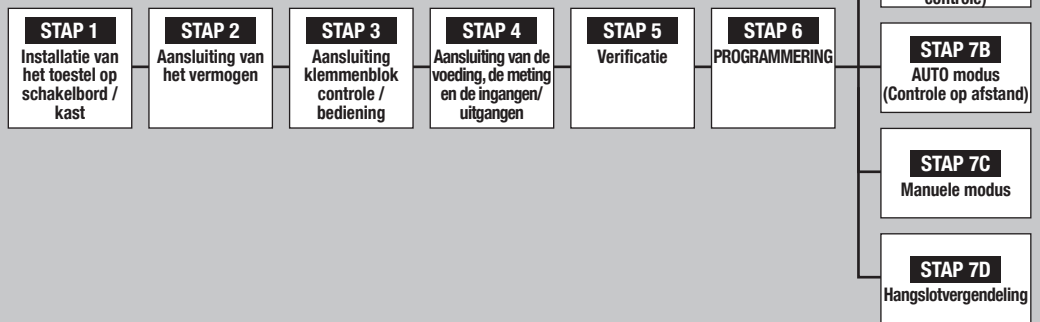 controle)
STAP 1
Installatie van
het toestel op
schakelbord /
kast
STAP 2
Aansluiting van
het vermogen
STAP 3
Aansluiting
klemmenblok
controle /
bediening
STAP 4
Aansluiting van de
voeding, de meting
en de ingangen/
uitgangen
STAP 5
Verificatie
STAP 6
PROGRAMMERING
STAP 7B
AUTO modus
(Controle op afstand)
STAP 7C
Manuele modus
STAP 7D
Hangslotvergendeling